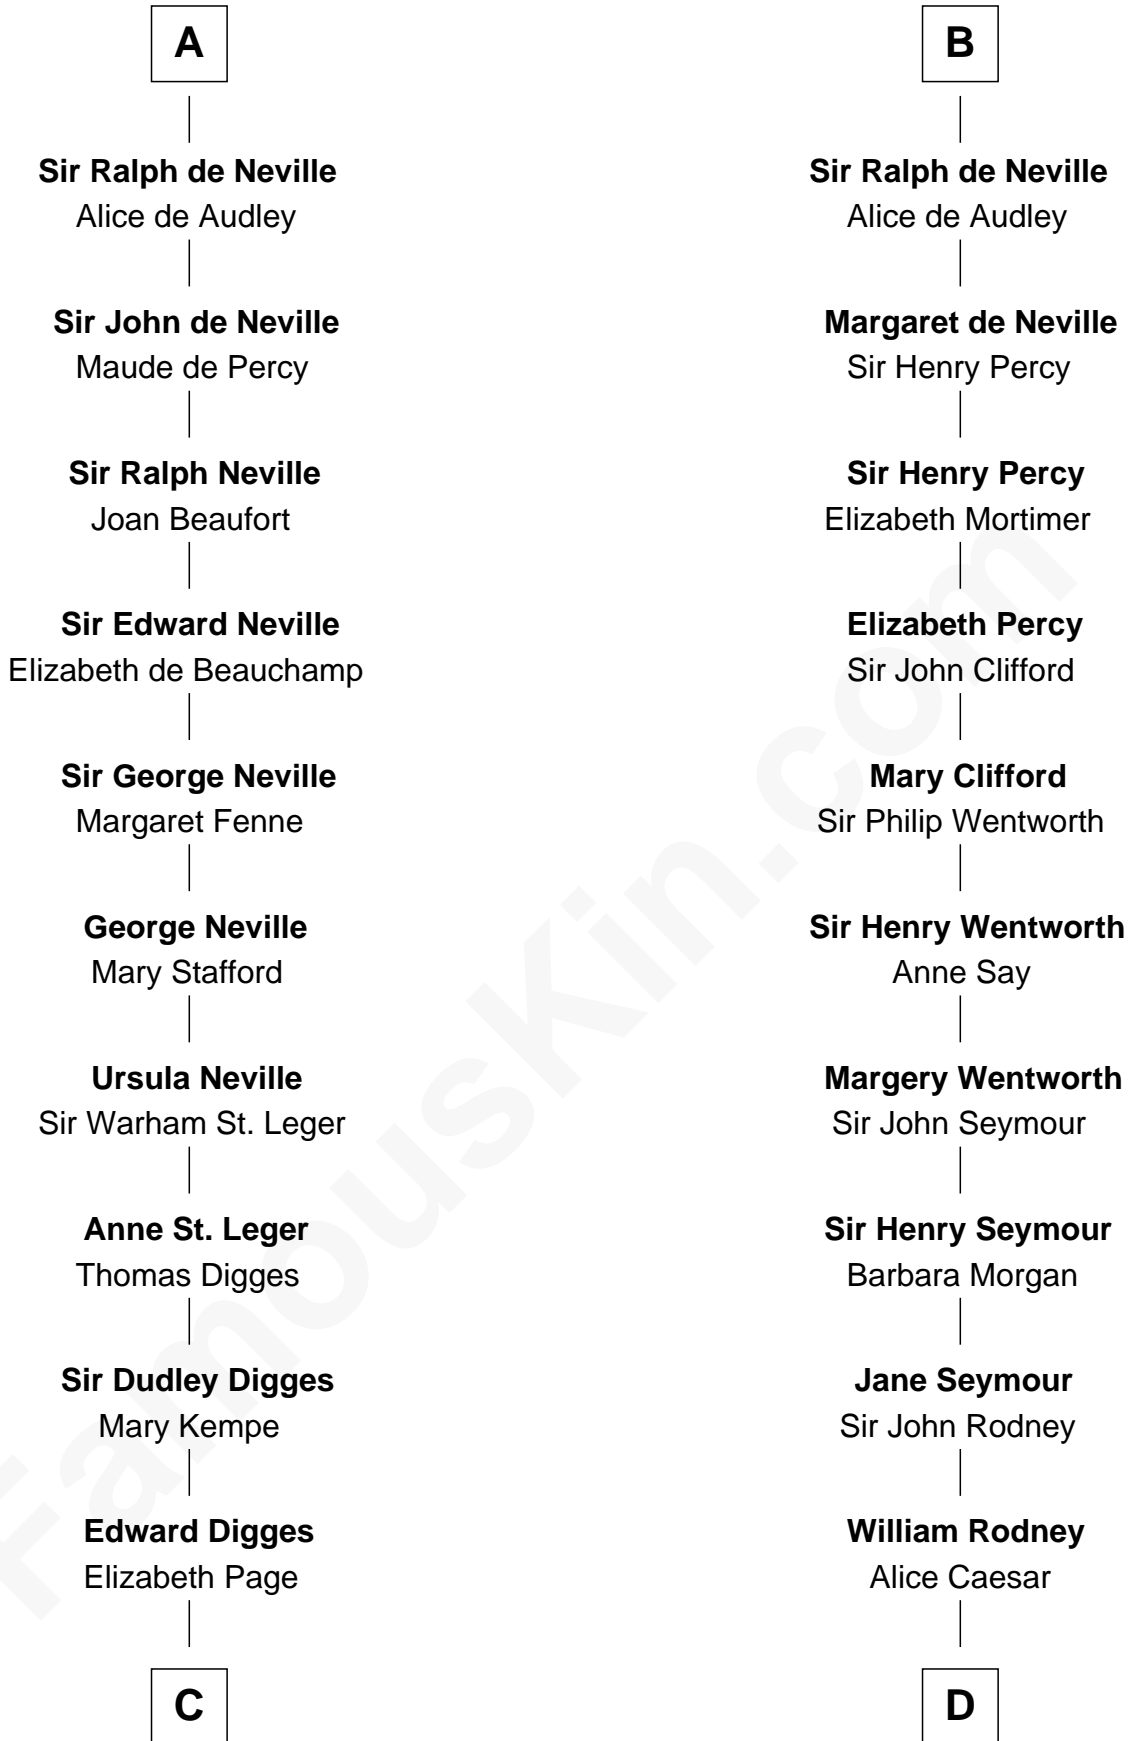 A
Sir Ralph de Neville
Alice de Audley
Sir John de Neville
Maude de Percy
Sir Ralph Neville
Joan Beaufort
Sir Edward Neville
Elizabeth de Beauchamp
Sir George Neville
Margaret Fenne
George Neville
Mary Stafford
Ursula Neville
Sir Warham St. Leger
Anne St. Leger
Thomas Digges
Sir Dudley Digges
Mary Kempe
Edward Digges
Elizabeth Page
C
B
Sir Ralph de Neville
Alice de Audley
Margaret de Neville
Sir Henry Percy
Sir Henry Percy
Elizabeth Mortimer
Elizabeth Percy
Sir John Clifford
Mary Clifford
Sir Philip Wentworth
Sir Henry Wentworth
Anne Say
Margery Wentworth
Sir John Seymour
Sir Henry Seymour
Barbara Morgan
Jane Seymour
Sir John Rodney
William Rodney
Alice Caesar
D
FamousKin.com